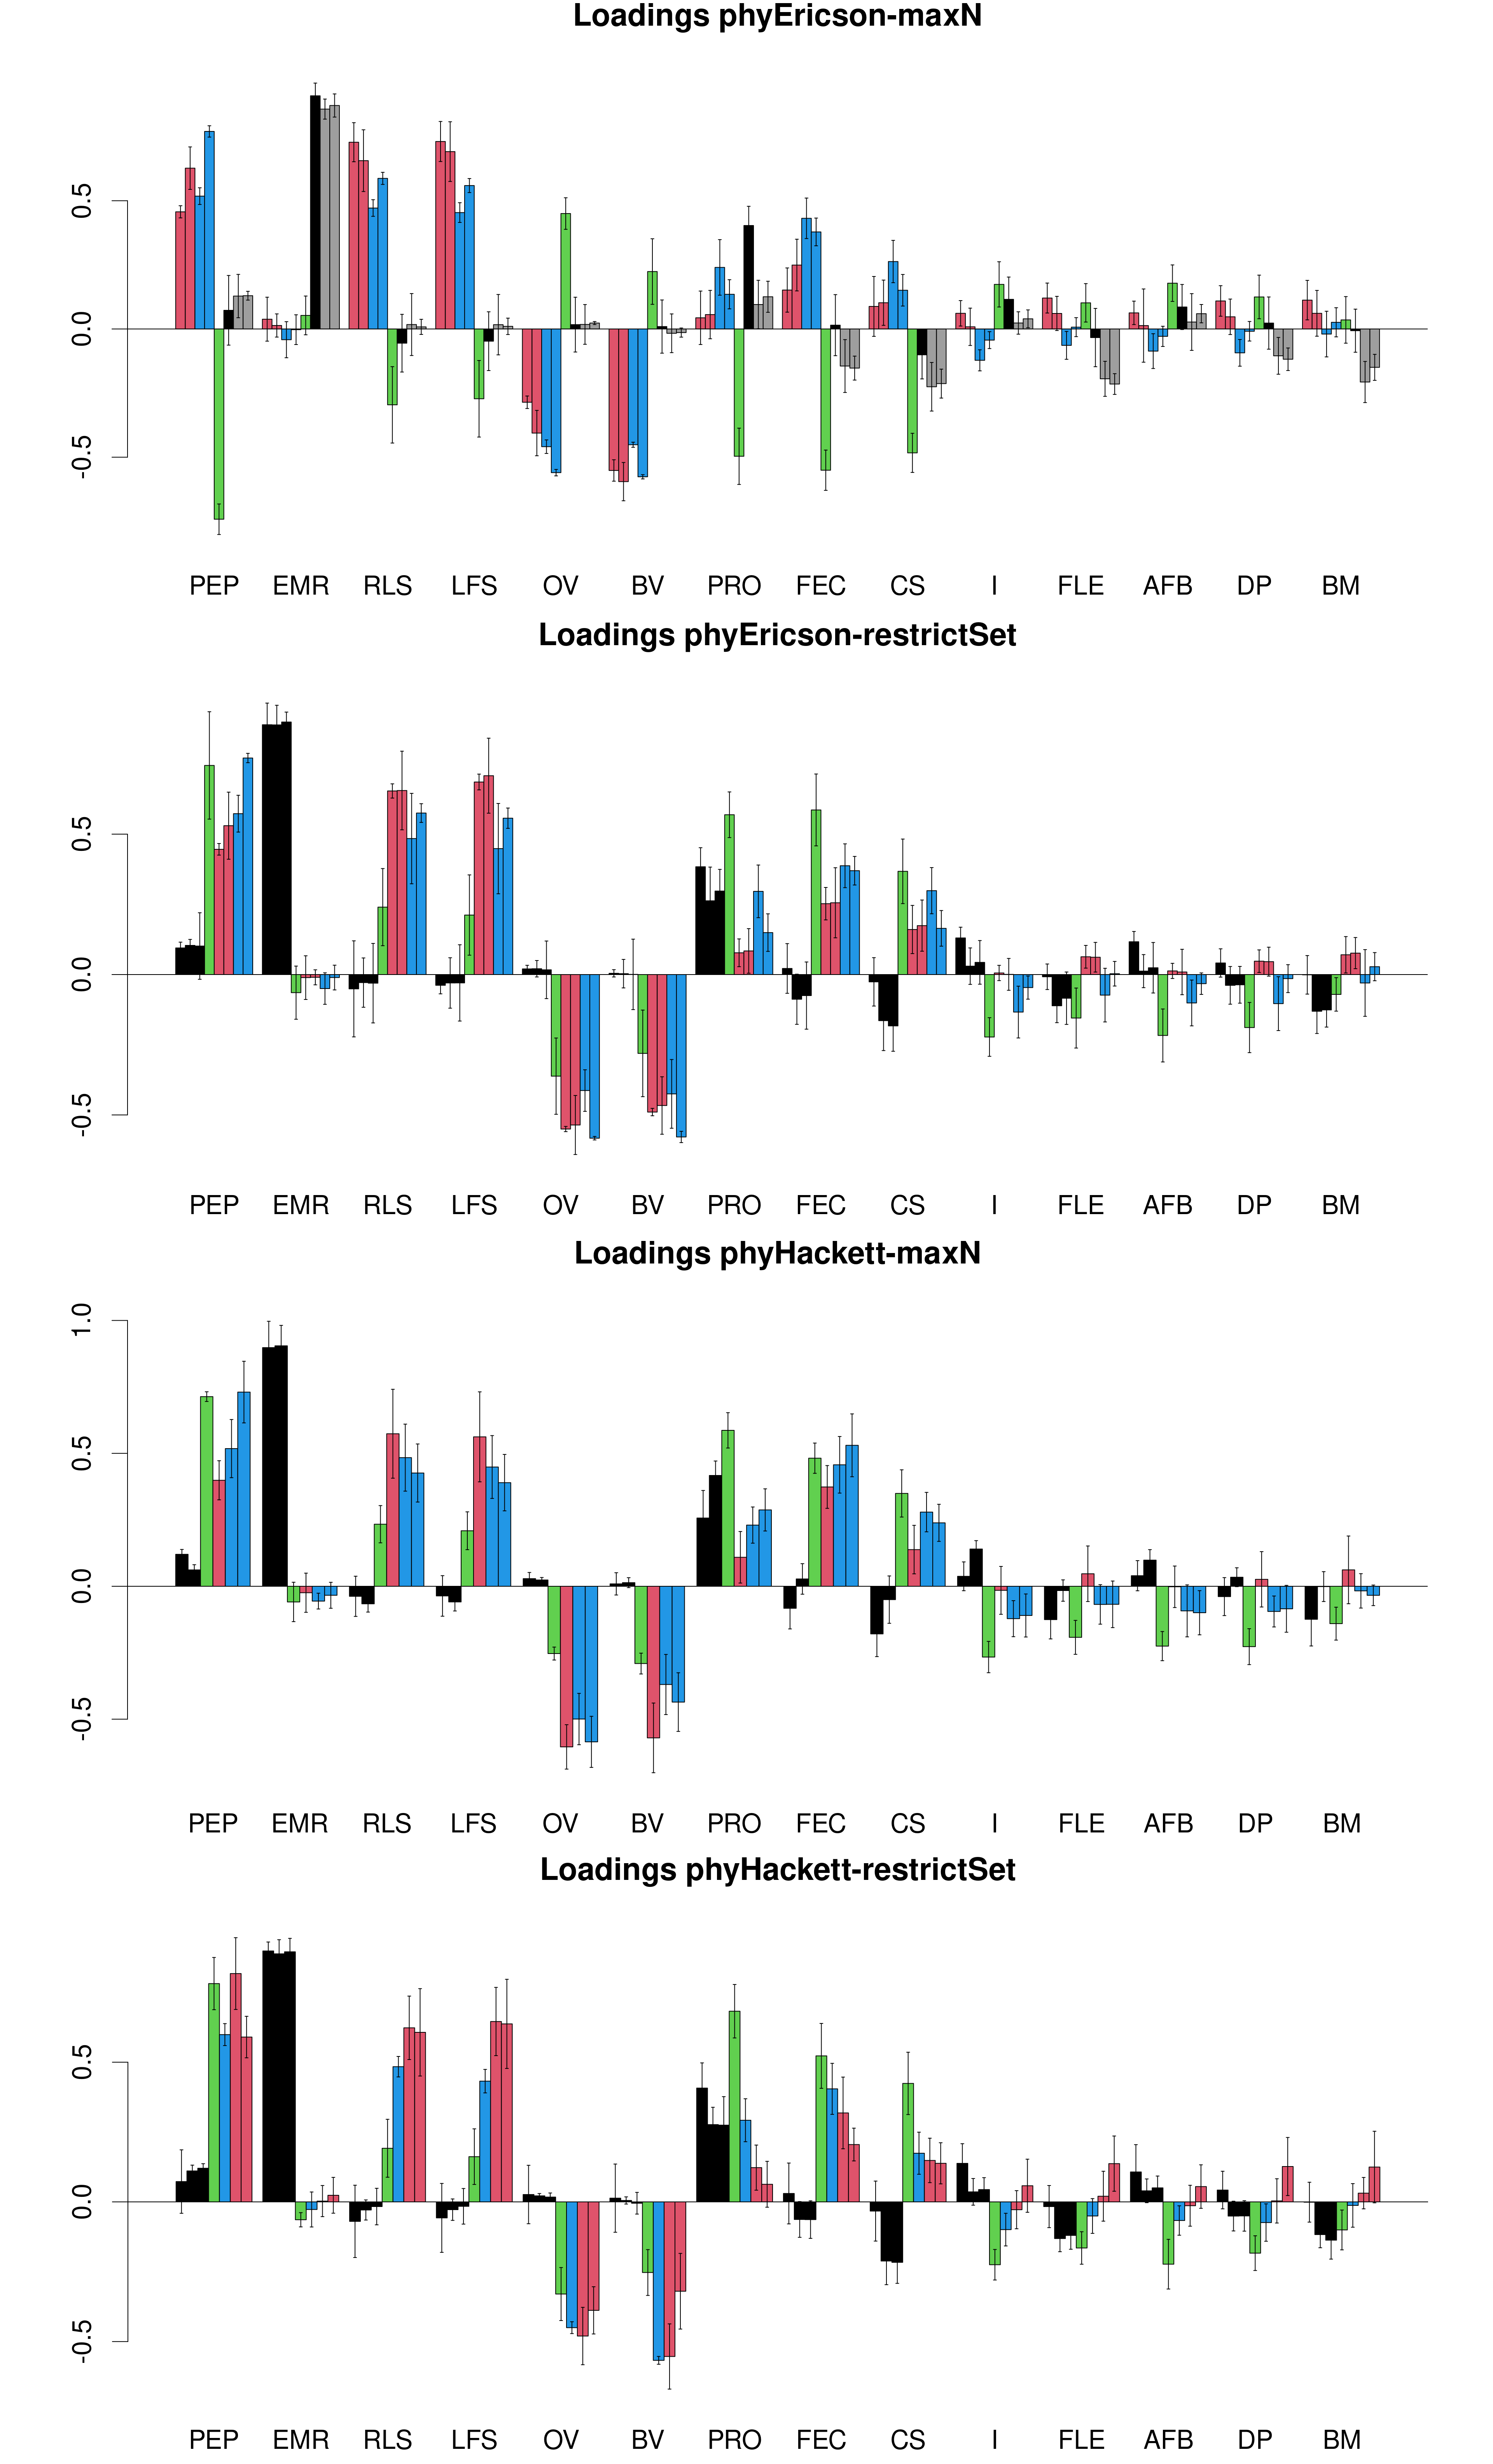 Loadings phyEricson-maxN
0.5
0.0
-0.5
PEP EMR RLS LFS OV BV PRO FEC CS I FLE AFB DP BM
Loadings phyEricson-restrictSet
0.5
0.0
-0.5
PEP EMR RLS LFS OV BV PRO FEC CS I FLE AFB DP BM
Loadings phyHackett-maxN
1.0
0.5
0.0
-0.5
PEP EMR RLS LFS OV BV PRO FEC CS I FLE AFB DP BM
Loadings phyHackett-restrictSet
0.5
0.0
-0.5
PEP EMR RLS LFS OV BV PRO FEC CS I FLE AFB DP BM